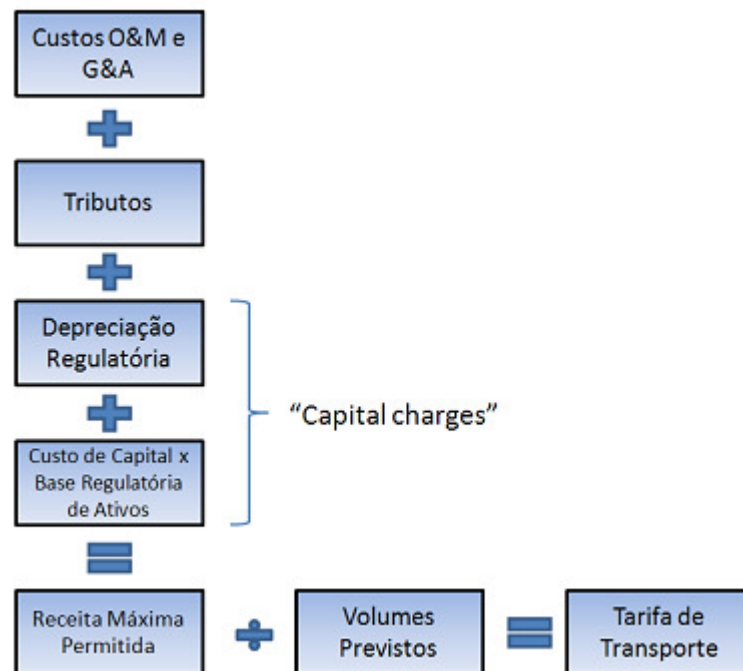 Custos O&M e
G&A
Tributos
Depreciação
Regulatória
“Capital charges”
Custo de Capital x
Base Regulatória
de Ativos
Receita Máxima
Permitida
Volumes
Previstos
Tarifa de
Transporte